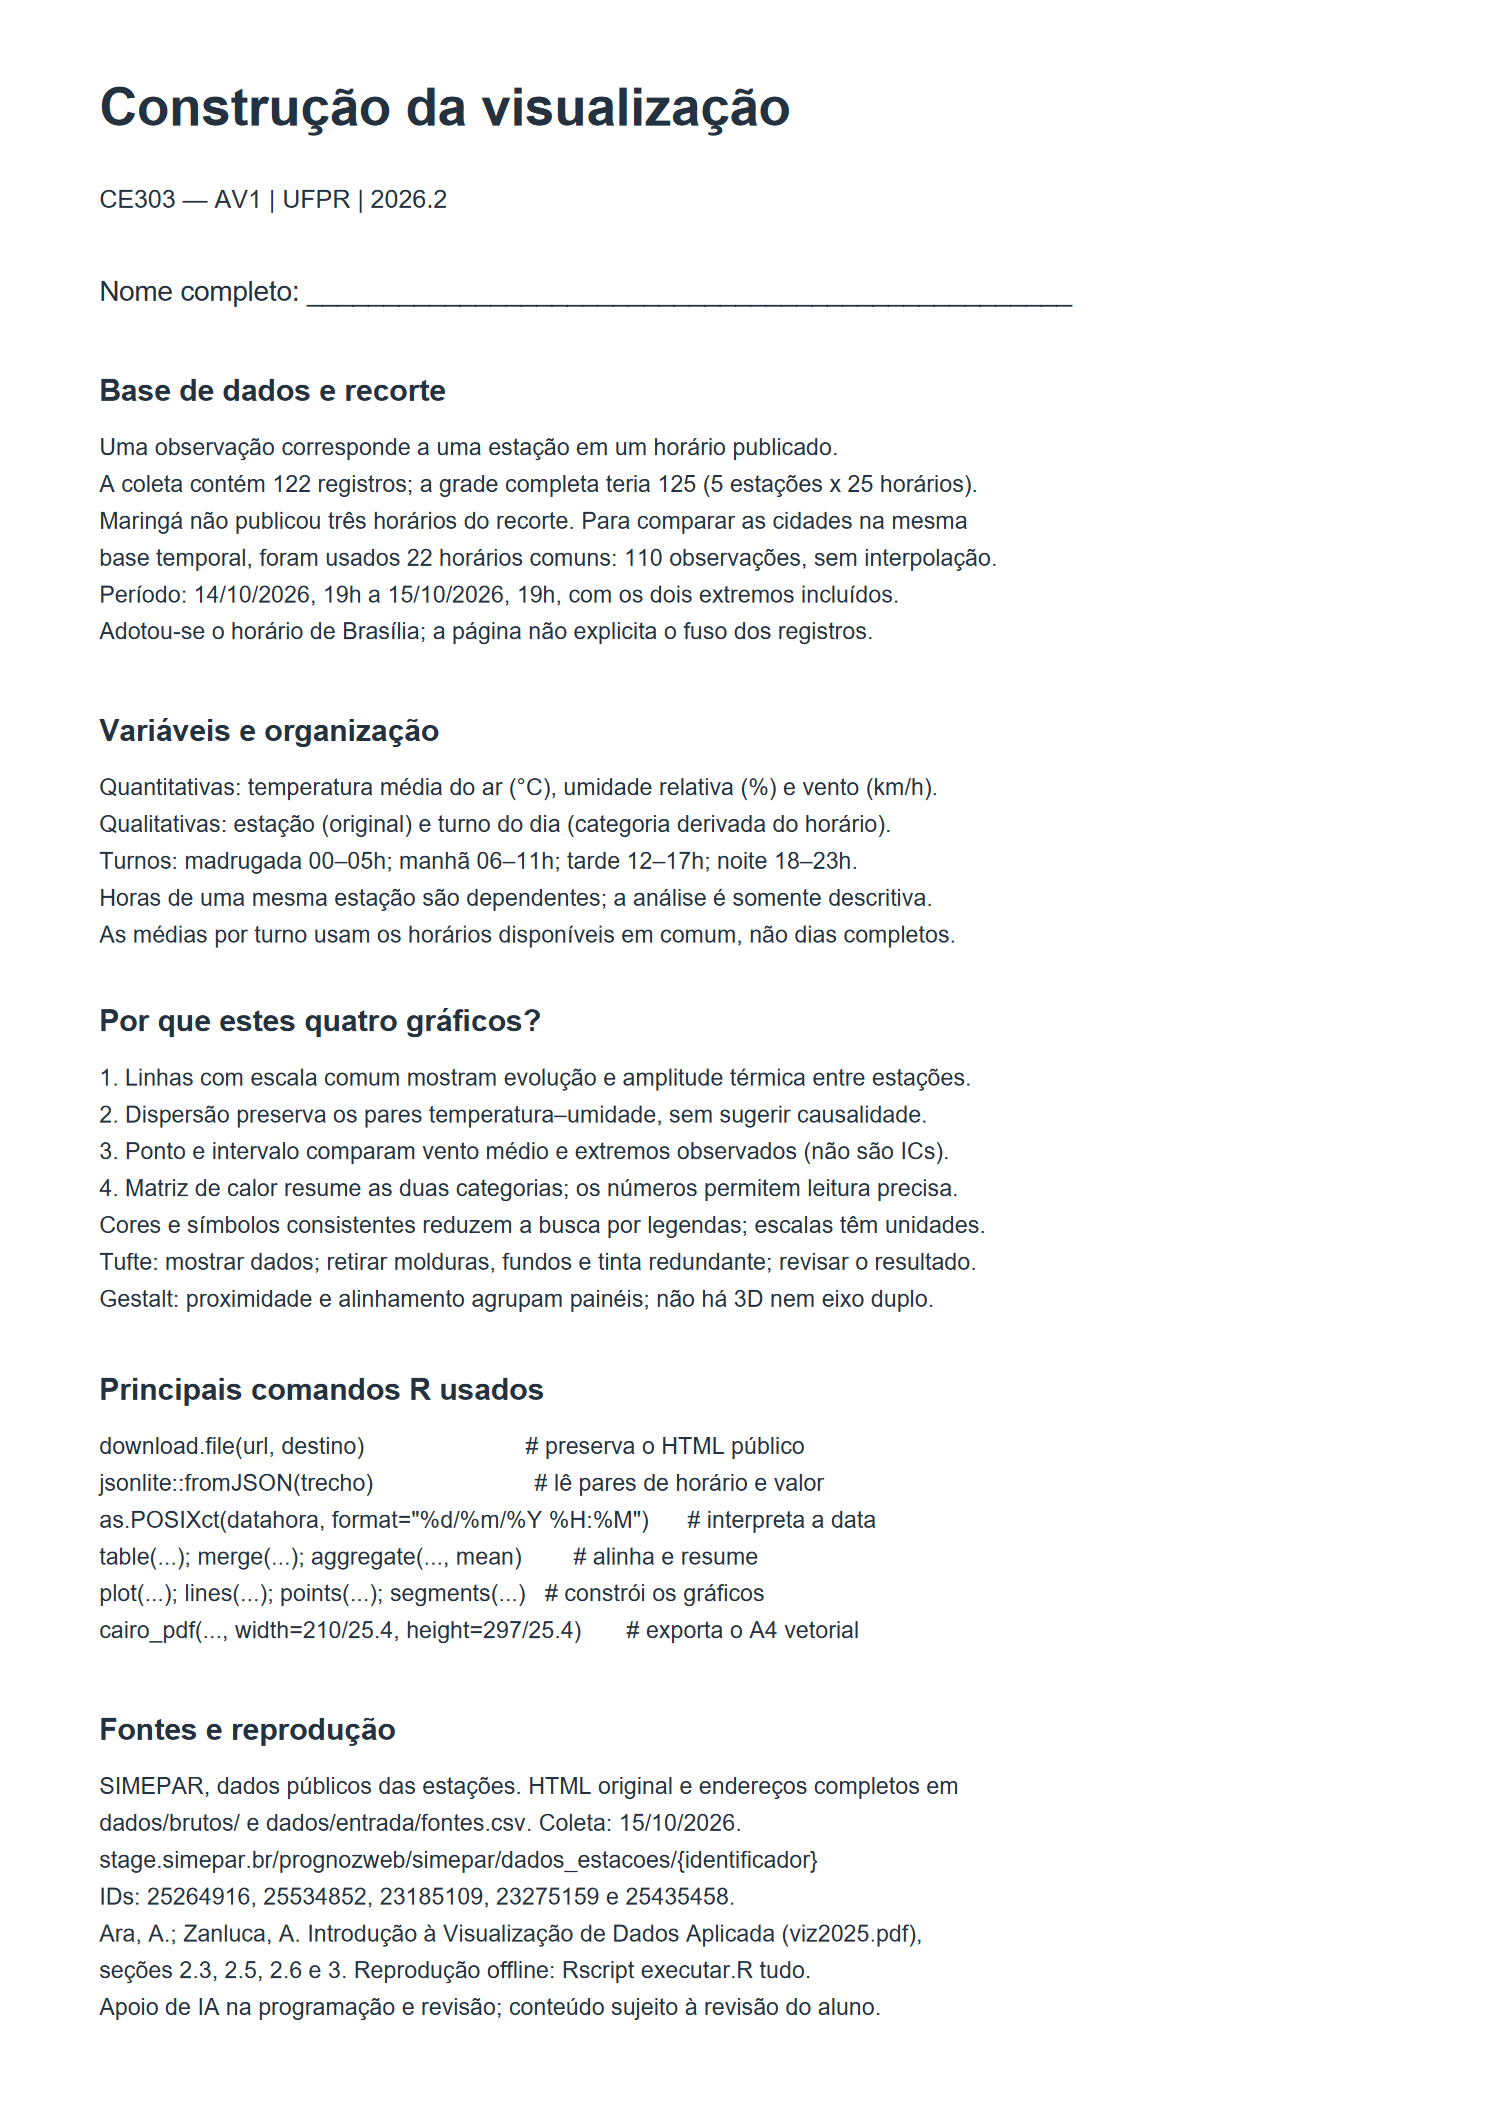 Construção da visualização
CE303 — AV1 | UFPR | 2026.2
Nome completo: ___________________________________________________
Base de dados e recorte
Uma observação corresponde a uma estação em um horário publicado.
A coleta contém 122 registros; a grade completa teria 125 (5 estações x 25 horários).
Maringá não publicou três horários do recorte. Para comparar as cidades na mesma
base temporal, foram usados 22 horários comuns: 110 observações, sem interpolação.
Período: 14/10/2026, 19h a 15/10/2026, 19h, com os dois extremos incluídos.
Adotou-se o horário de Brasília; a página não explicita o fuso dos registros.
Variáveis e organização
Quantitativas: temperatura média do ar (°C), umidade relativa (%) e vento (km/h).
Qualitativas: estação (original) e turno do dia (categoria derivada do horário).
Turnos: madrugada 00–05h; manhã 06–11h; tarde 12–17h; noite 18–23h.
Horas de uma mesma estação são dependentes; a análise é somente descritiva.
As médias por turno usam os horários disponíveis em comum, não dias completos.
Por que estes quatro gráficos?
1. Linhas com escala comum mostram evolução e amplitude térmica entre estações.
2. Dispersão preserva os pares temperatura–umidade, sem sugerir causalidade.
3. Ponto e intervalo comparam vento médio e extremos observados (não são ICs).
4. Matriz de calor resume as duas categorias; os números permitem leitura precisa.
Cores e símbolos consistentes reduzem a busca por legendas; escalas têm unidades.
Tufte: mostrar dados; retirar molduras, fundos e tinta redundante; revisar o resultado.
Gestalt: proximidade e alinhamento agrupam painéis; não há 3D nem eixo duplo.
Principais comandos R usados
download.file(url, destino) # preserva o HTML público
jsonlite::fromJSON(trecho) # lê pares de horário e valor
as.POSIXct(datahora, format="%d/%m/%Y %H:%M") # interpreta a data
table(...); merge(...); aggregate(..., mean) # alinha e resume
plot(...); lines(...); points(...); segments(...) # constrói os gráficos
cairo_pdf(..., width=210/25.4, height=297/25.4) # exporta o A4 vetorial
Fontes e reprodução
SIMEPAR, dados públicos das estações. HTML original e endereços completos em
dados/brutos/ e dados/entrada/fontes.csv. Coleta: 15/10/2026.
stage.simepar.br/prognozweb/simepar/dados_estacoes/{identificador}
IDs: 25264916, 25534852, 23185109, 23275159 e 25435458.
Ara, A.; Zanluca, A. Introdução à Visualização de Dados Aplicada (viz2025.pdf),
seções 2.3, 2.5, 2.6 e 3. Reprodução offline: Rscript executar.R tudo.
Apoio de IA na programação e revisão; conteúdo sujeito à revisão do aluno.